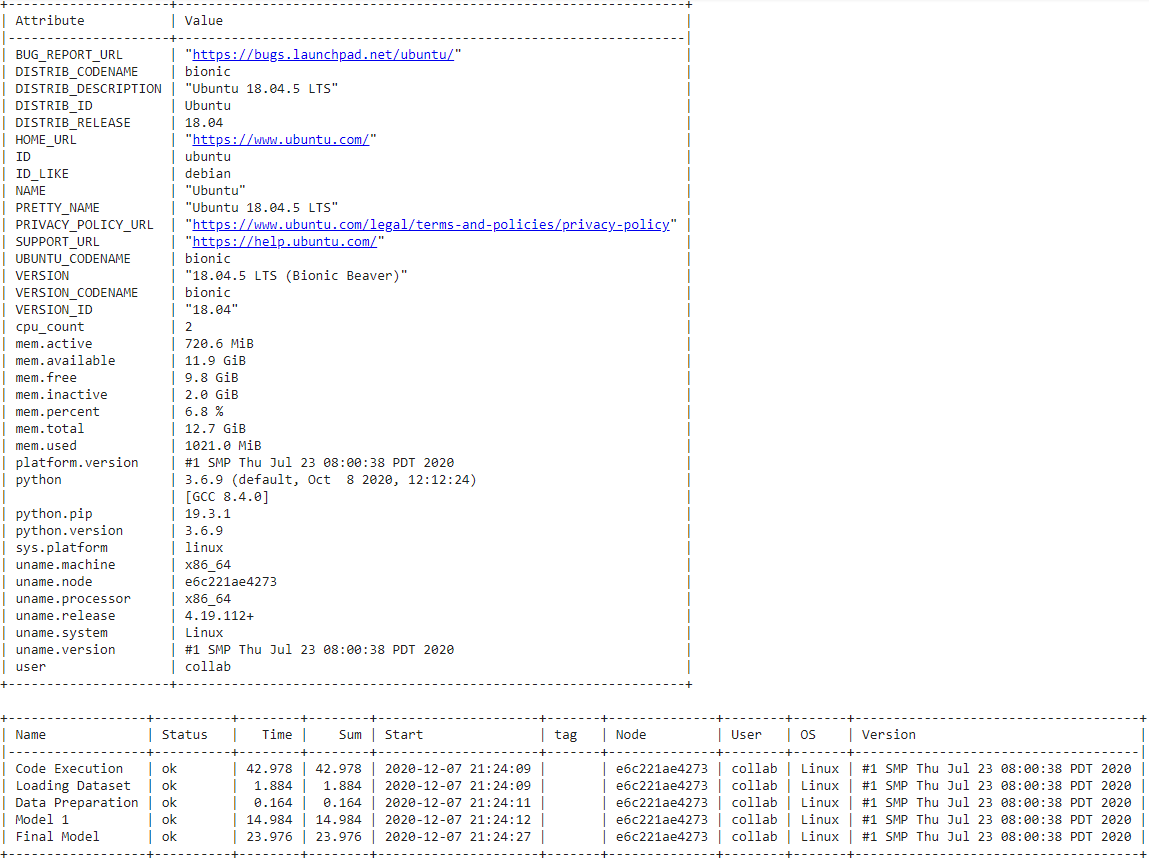 +---------------------+------------------------------------------------------------------+
| Attribute           | Value                                                            |
|---------------------+------------------------------------------------------------------|
| BUG_REPORT_URL      | "https://bugs.launchpad.net/ubuntu/"                             |
| DISTRIB_CODENAME    | bionic                                                           |
| DISTRIB_DESCRIPTION | "Ubuntu 18.04.5 LTS"                                             |
| DISTRIB_ID          | Ubuntu                                                           |
| DISTRIB_RELEASE     | 18.04                                                            |
| HOME_URL            | "https://www.ubuntu.com/"                                        |
| ID                  | ubuntu                                                           |
| ID_LIKE             | debian                                                           |
| NAME                | "Ubuntu"                                                         |
| PRETTY_NAME         | "Ubuntu 18.04.5 LTS"                                             |
| PRIVACY_POLICY_URL  | "https://www.ubuntu.com/legal/terms-and-policies/privacy-policy" |
| SUPPORT_URL         | "https://help.ubuntu.com/"                                       |
| UBUNTU_CODENAME     | bionic                                                           |
| VERSION             | "18.04.5 LTS (Bionic Beaver)"                                    |
| VERSION_CODENAME    | bionic                                                           |
| VERSION_ID          | "18.04"                                                          |
| cpu_count           | 2                                                                |
| mem.active          | 720.6 MiB                                                        |
| mem.available       | 11.9 GiB                                                         |
| mem.free            | 9.8 GiB                                                          |
| mem.inactive        | 2.0 GiB                                                          |
| mem.percent         | 6.8 %                                                            |
| mem.total           | 12.7 GiB                                                         |
| mem.used            | 1021.0 MiB                                                       |
| platform.version    | #1 SMP Thu Jul 23 08:00:38 PDT 2020                              |
| python              | 3.6.9 (default, Oct  8 2020, 12:12:24)                           |
|                     | [GCC 8.4.0]                                                      |
| python.pip          | 19.3.1                                                           |
| python.version      | 3.6.9                                                            |
| sys.platform        | linux                                                            |
| uname.machine       | x86_64                                                           |
| uname.node          | e6c221ae4273                                                     |
| uname.processor     | x86_64                                                           |
| uname.release       | 4.19.112+                                                        |
| uname.system        | Linux                                                            |
| uname.version       | #1 SMP Thu Jul 23 08:00:38 PDT 2020                              |
| user                | collab                                                           |
+---------------------+------------------------------------------------------------------+
+------------------+----------+--------+--------+---------------------+-------+--------------+--------+-------+-------------------------------------+
| Name             | Status   |   Time |    Sum | Start               | tag   | Node         | User   | OS    | Version                             |
|------------------+----------+--------+--------+---------------------+-------+--------------+--------+-------+-------------------------------------|
| Code Execution   | ok       | 42.978 | 42.978 | 2020-12-07 21:24:09 |       | e6c221ae4273 | collab | Linux | #1 SMP Thu Jul 23 08:00:38 PDT 2020 |
| Loading Dataset  | ok       |  1.884 |  1.884 | 2020-12-07 21:24:09 |       | e6c221ae4273 | collab | Linux | #1 SMP Thu Jul 23 08:00:38 PDT 2020 |
| Data Preparation | ok       |  0.164 |  0.164 | 2020-12-07 21:24:11 |       | e6c221ae4273 | collab | Linux | #1 SMP Thu Jul 23 08:00:38 PDT 2020 |
| Model 1          | ok       | 14.984 | 14.984 | 2020-12-07 21:24:12 |       | e6c221ae4273 | collab | Linux | #1 SMP Thu Jul 23 08:00:38 PDT 2020 |
| Final Model      | ok       | 23.976 | 23.976 | 2020-12-07 21:24:27 |       | e6c221ae4273 | collab | Linux | #1 SMP Thu Jul 23 08:00:38 PDT 2020 |
+------------------+----------+--------+--------+---------------------+-------+--------------+--------+-------+-------------------------------------+